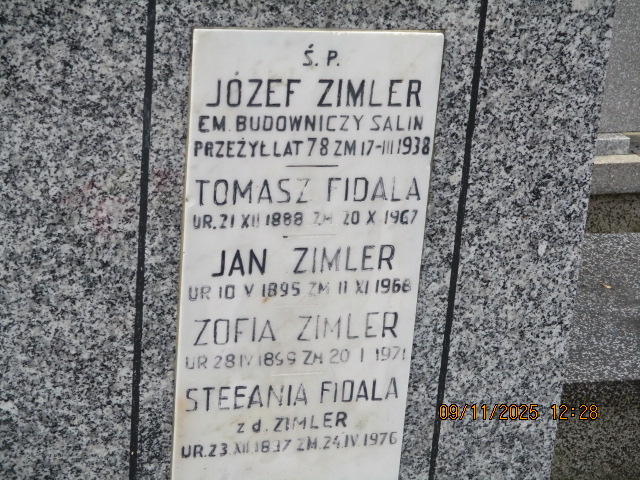 Ś. P.
JÓZEF ZIMLER
EM. BUDOWNICZY SALIN
PRZEŻYŁ LAT 78 ZM 17-III 1938
TOMASZ FIDALA
UR. 21 XII 1888 ZM 20 X 1967
JAN ZIMLER
UR 10 V 1895 ZM 11 XI 1968
ZOFIA ZIMLER
UR 28 IV 1899 ZM 20 I 1971
STEFANIA FIDALA
z d. ZIMLER
UR. 23 XII 1897 ZM. 24 IV 1976
09/11/2025 12:28